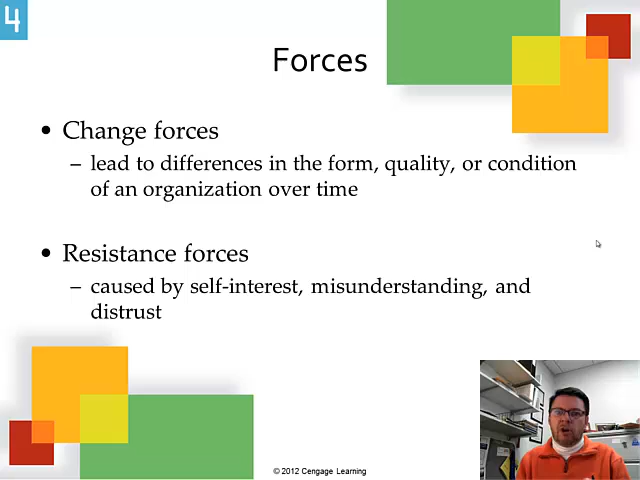 4
Forces
• Change forces
– lead to differences in the form, quality, or condition
of an organization over time
• Resistance forces
– caused by self-interest, misunderstanding, and
distrust
© 2012 Cengage Learning